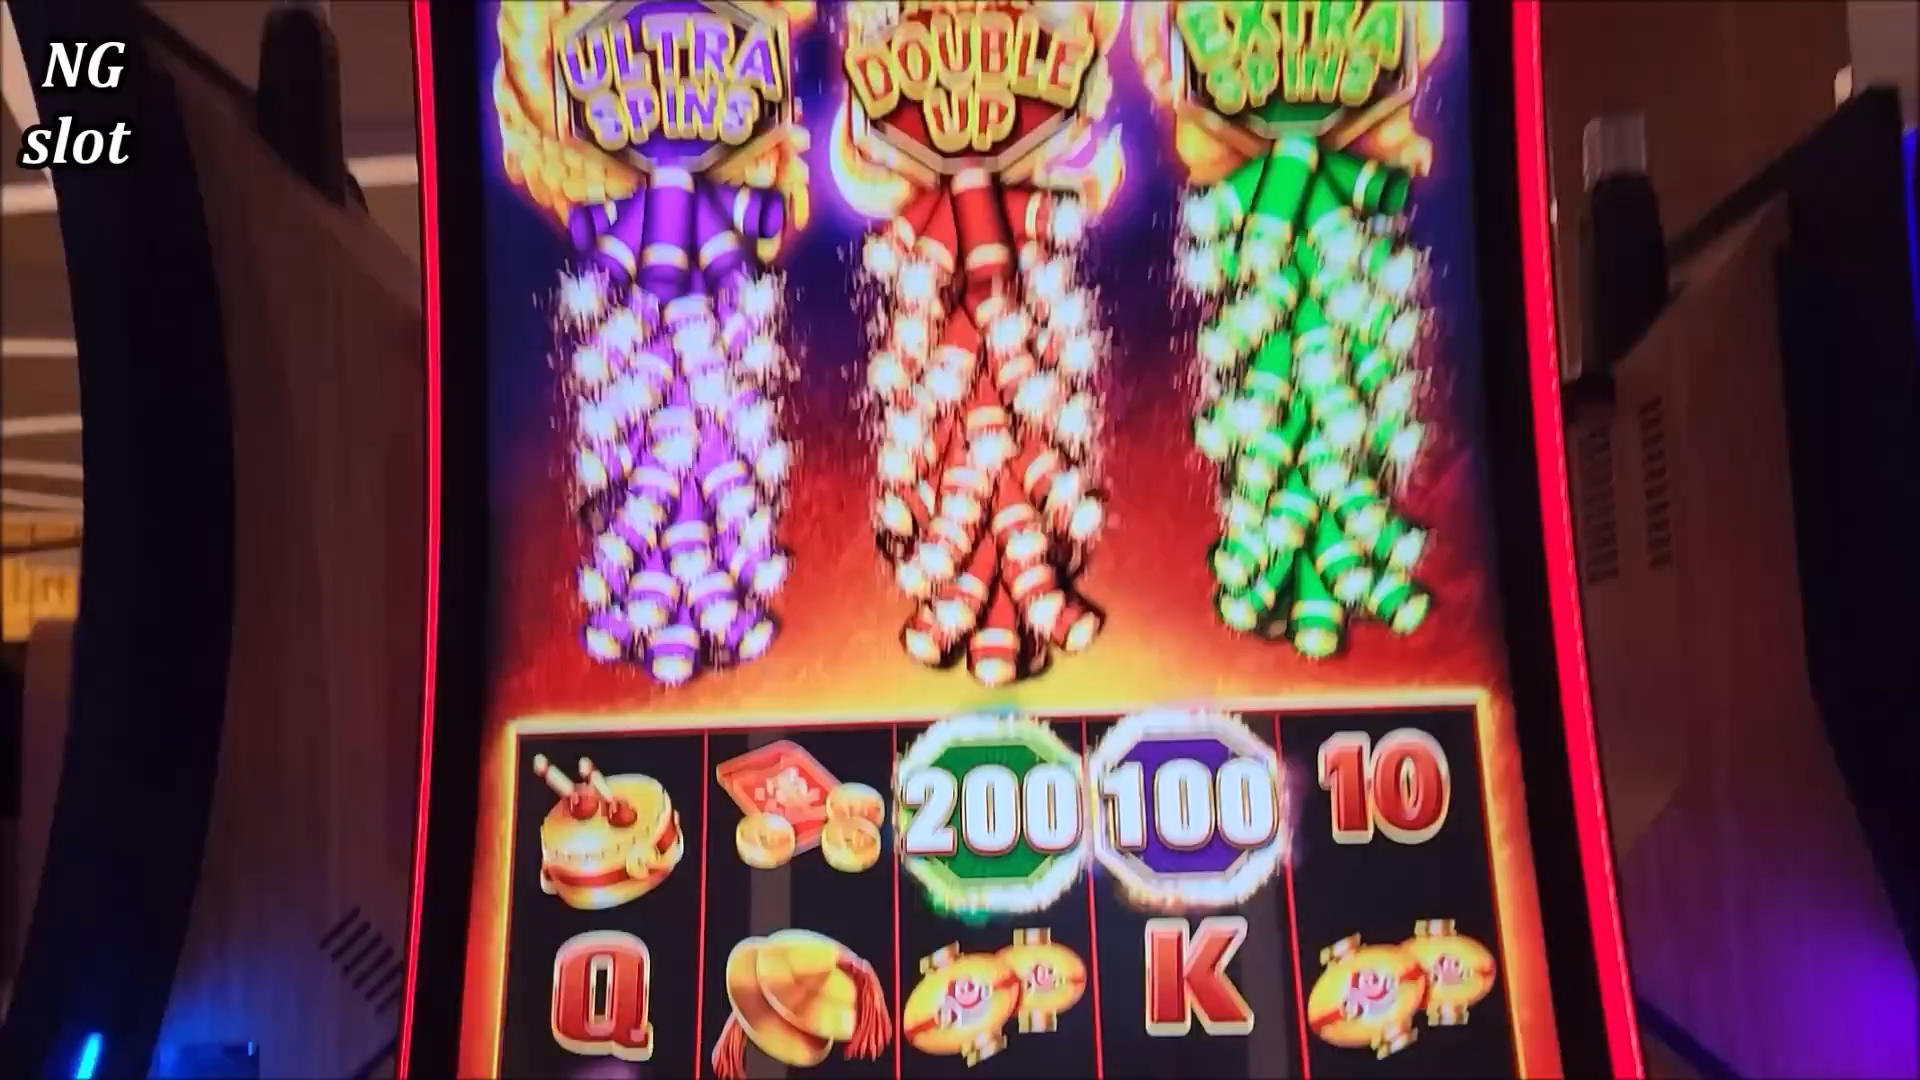 NG
slot
ULTRA
SPINS
DOUBLE
UP
EXTRA
SPINS
200
100
10
Q
K